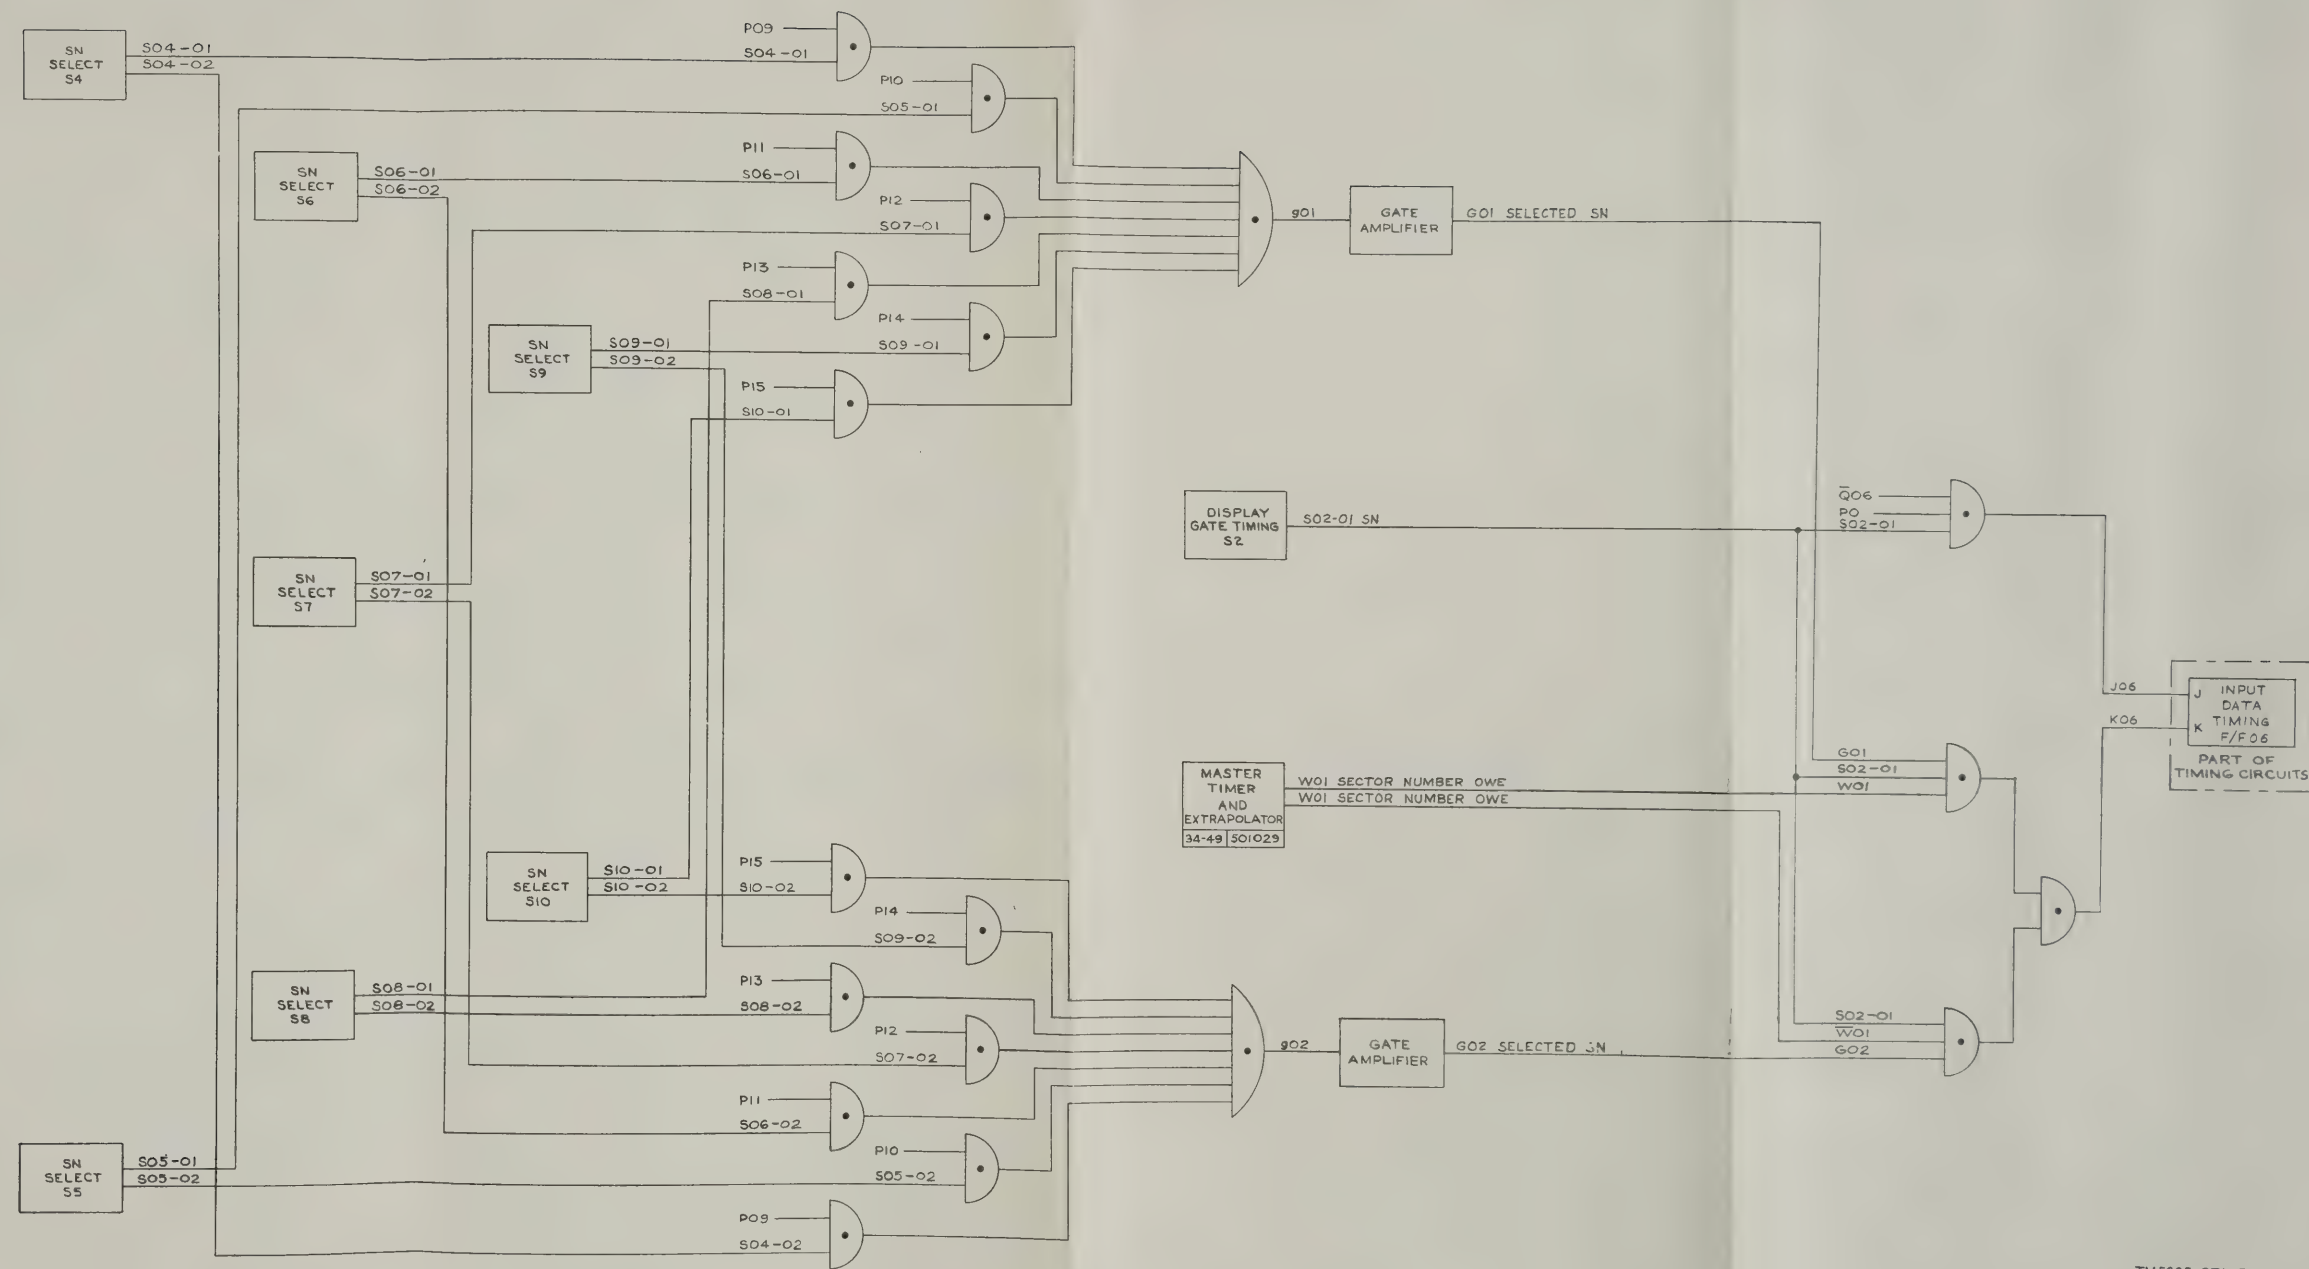 SN
SELECT
S4
S04-01
S04-02
P09
S04-01
P10
S05-01
SN
SELECT
S6
S06-01
S06-02
P11
S06-01
P12
S07-01
P13
S08-01
P14
S09-01
SN
SELECT
S9
S09-01
S09-02
P15
S10-01
g01
GATE
AMPLIFIER
G01 SELECTED SN
DISPLAY
GATE TIMING
S2
S02-01 SN
Q̅06
P0
S02-01
SN
SELECT
S7
S07-01
S07-02
J06
K06
J
K
INPUT
DATA
TIMING
F/F06
PART OF
TIMING CIRCUITS
MASTER
TIMER
AND
EXTRAPOLATOR
34-49 501029
W01 SECTOR NUMBER OWE
W01 SECTOR NUMBER OWE
G01
S02-01
W01
SN
SELECT
S10
S10-01
S10-02
P15
S10-02
P14
S09-02
SN
SELECT
S8
S08-01
S08-02
P13
S08-02
P12
S07-02
P11
S06-02
P10
S05-02
P09
S04-02
g02
GATE
AMPLIFIER
G02 SELECTED SN
S02-01
W̅0̅1̅
G02
SN
SELECT
S5
S05-01
S05-02